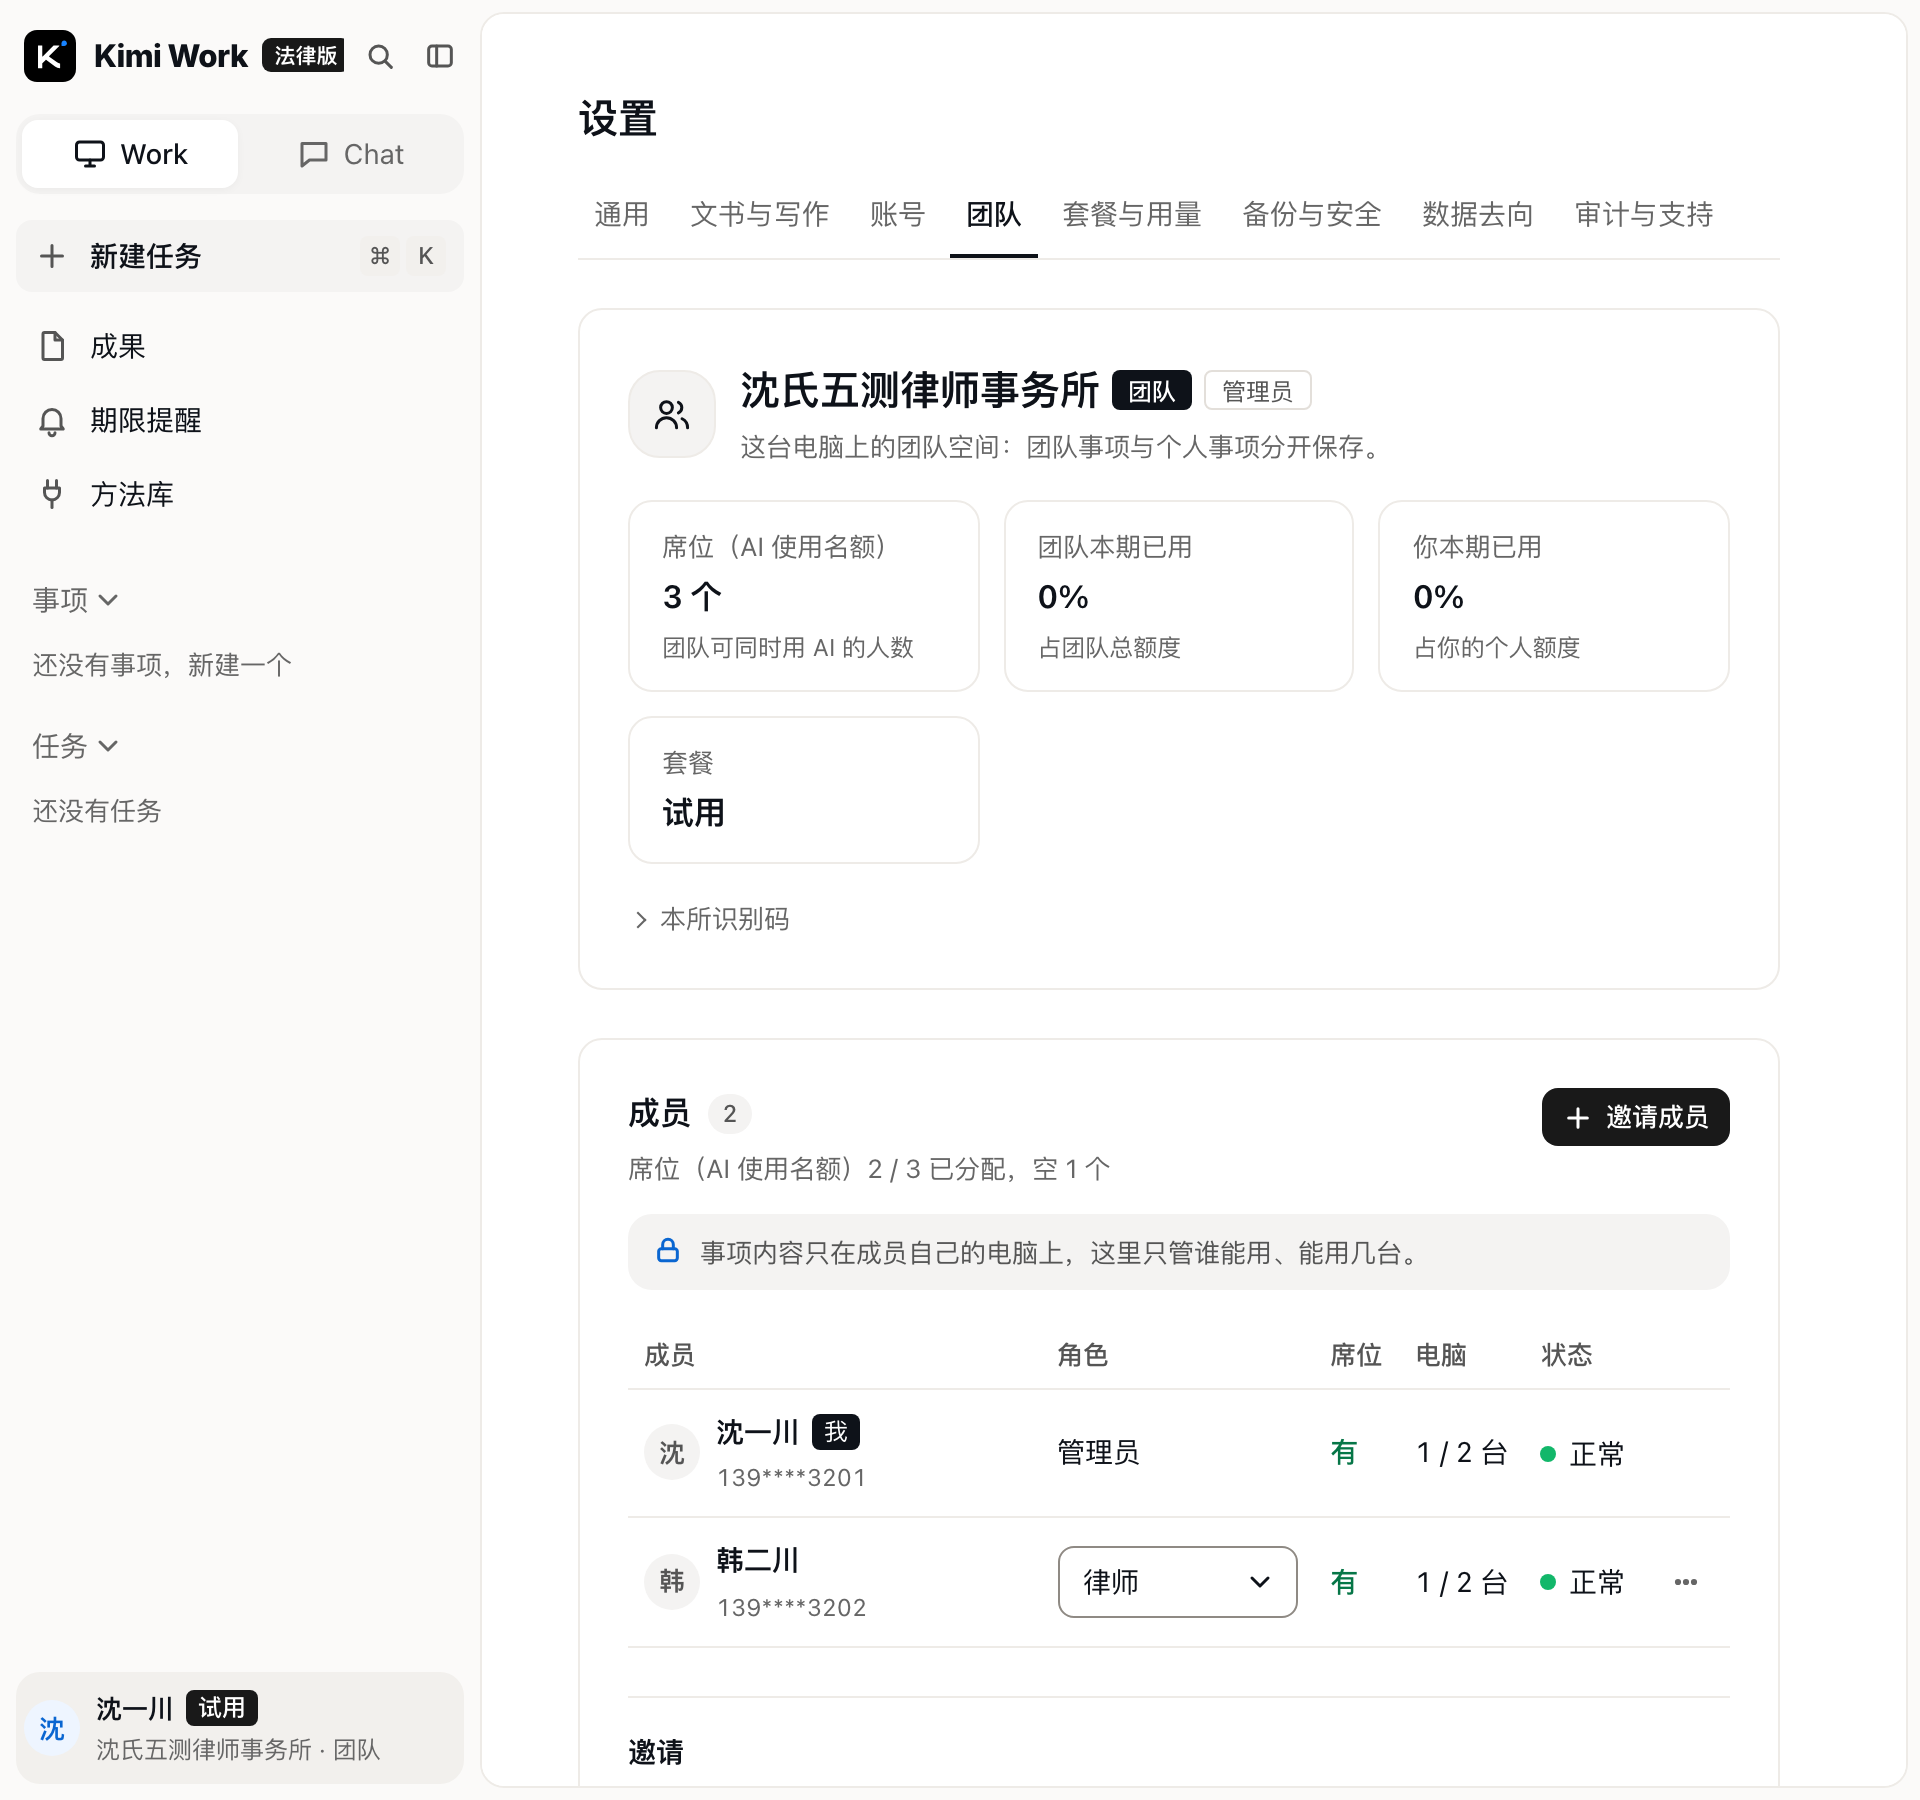 Kimi Work 法律版
Work
Chat
新建任务 ⌘ K
成果
期限提醒
方法库
事项
还没有事项，新建一个
任务
还没有任务
沈
沈一川 试用
沈氏五测律师事务所 · 团队
设置
通用 文书与写作 账号 团队 套餐与用量 备份与安全 数据去向 审计与支持
沈氏五测律师事务所 团队 管理员
这台电脑上的团队空间：团队事项与个人事项分开保存。
席位（AI 使用名额）
3 个
团队可同时用 AI 的人数
团队本期已用
0%
占团队总额度
你本期已用
0%
占你的个人额度
套餐
试用
本所识别码
成员 2
邀请成员
席位（AI 使用名额）2 / 3 已分配，空 1 个
事项内容只在成员自己的电脑上，这里只管谁能用、能用几台。
成员 角色 席位 电脑 状态
沈 沈一川 我 管理员 有 1 / 2 台 正常
139****3201
韩 韩二川 律师 有 1 / 2 台 正常
139****3202
邀请